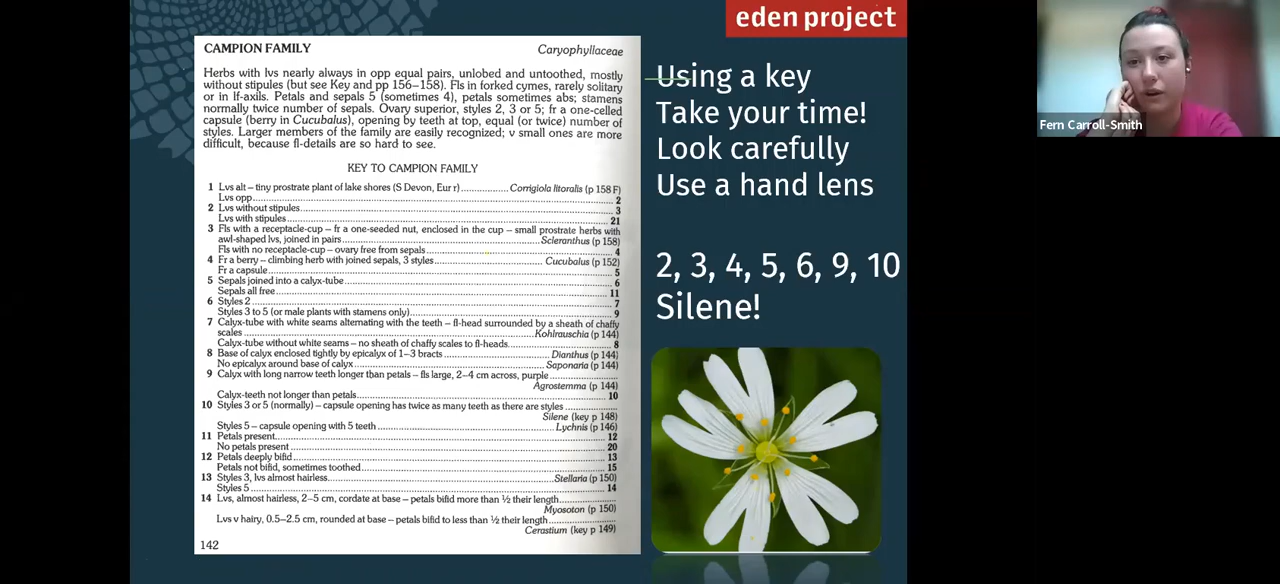 eden project
CAMPION FAMILY
Caryophyllaceae
Herbs with lvs nearly always in opp equal pairs, unlobed and untoothed, mostly
without stipules (but see Key and pp 156–158). Fls in forked cymes, rarely solitary
or in lf-axils. Petals and sepals 5 (sometimes 4), petals sometimes abs; stamens
normally twice number of sepals. Ovary superior, styles 2, 3 or 5; fr a one-celled
capsule (berry in Cucubalus), opening by teeth at top, equal (or twice) number of
styles. Larger members of the family are easily recognized; v small ones are more
difficult, because fl-details are so hard to see.
KEY TO CAMPION FAMILY
1 Lvs alt – tiny prostrate plant of lake shores (S Devon, Eur r)................Corrigiola litoralis (p 158 F)
Lvs opp...............2
2 Lvs without stipules...............3
Lvs with stipules...............21
3 Fls with a receptacle-cup – fr a one-seeded nut, enclosed in the cup – small prostrate herbs with
awl-shaped lvs, joined in pairs...............Scleranthus (p 158)
Fls with no receptacle-cup – ovary free from sepals...............4
4 Fr a berry – climbing herb with joined sepals, 3 styles...............Cucubalus (p 152)
Fr a capsule...............5
5 Sepals joined into a calyx-tube...............6
Sepals all free...............11
6 Styles 2...............7
Styles 3 to 5 (or male plants with stamens only)...............9
7 Calyx-tube with white seams alternating with the teeth – fl-head surrounded by a sheath of chaffy
scales...............Kohlrauschia (p 144)
Calyx-tube without white seams – no sheath of chaffy scales to fl-heads...............8
8 Base of calyx enclosed tightly by epicalyx of 1–3 bracts...............Dianthus (p 144)
No epicalyx around base of calyx...............Saponaria (p 144)
9 Calyx with long narrow teeth longer than petals – fls large, 2–4 cm across, purple...............
Agrostemma (p 144)
Calyx-teeth not longer than petals...............10
10 Styles 3 or 5 (normally) – capsule opening has twice as many teeth as there are styles...............
Silene (key p 148)
Styles 5 – capsule opening with 5 teeth...............Lychnis (p 146)
11 Petals present...............12
No petals present...............20
12 Petals deeply bifid...............13
Petals not bifid, sometimes toothed...............15
13 Styles 3, lvs almost hairless...............Stellaria (p 150)
Styles 5...............14
14 Lvs, almost hairless, 2–5 cm, cordate at base – petals bifid more than ½ their length...............
Myosoton (p 150)
Lvs v hairy, 0.5–2.5 cm, rounded at base – petals bifid to less than ½ their length...............
Cerastium (key p 149)
142
Using a key
Take your time!
Look carefully
Use a hand lens
2, 3, 4, 5, 6, 9, 10
Silene!
Fern Carroll-Smith